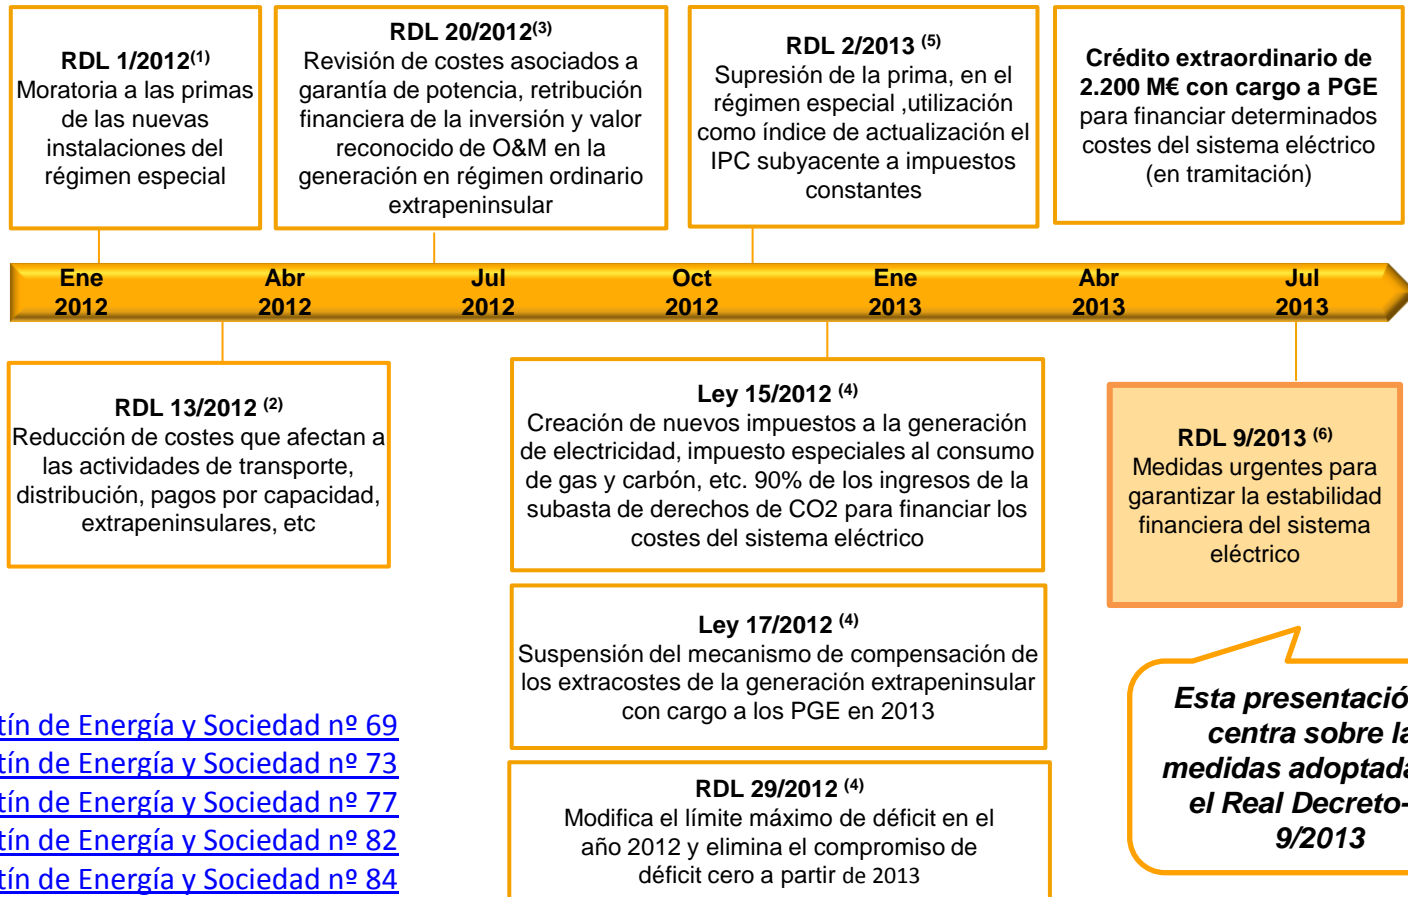 RDL 1/2012(1)
Moratoria a las primas
de las nuevas
instalaciones del
régimen especial
RDL 20/2012(3)
Revisión de costes asociados a
garantía de potencia, retribución
financiera de la inversión y valor
reconocido de O&M en la
generación en régimen ordinario
extrapeninsular
RDL 2/2013 (5)
Supresión de la prima, en el
régimen especial ,utilización
como índice de actualización el
IPC subyacente a impuestos
constantes
Crédito extraordinario de
2.200 M€ con cargo a PGE
para financiar determinados
costes del sistema eléctrico
(en tramitación)
Ene
2012
Abr
2012
Jul
2012
Oct
2012
Ene
2013
Abr
2013
Jul
2013
RDL 13/2012 (2)
Reducción de costes que afectan a
las actividades de transporte,
distribución, pagos por capacidad,
extrapeninsulares, etc
Ley 15/2012 (4)
Creación de nuevos impuestos a la generación
de electricidad, impuesto especiales al consumo
de gas y carbón, etc. 90% de los ingresos de la
subasta de derechos de CO2 para financiar los
costes del sistema eléctrico
RDL 9/2013 (6)
Medidas urgentes para
garantizar la estabilidad
financiera del sistema
eléctrico
Ley 17/2012 (4)
Suspensión del mecanismo de compensación de
los extracostes de la generación extrapeninsular
con cargo a los PGE en 2013
RDL 29/2012 (4)
Modifica el límite máximo de déficit en el
año 2012 y elimina el compromiso de
déficit cero a partir de 2013
Esta presentació
centra sobre la
medidas adoptada
el Real Decreto-
9/2013
tín de Energía y Sociedad nº 69
tín de Energía y Sociedad nº 73
tín de Energía y Sociedad nº 77
tín de Energía y Sociedad nº 82
tín de Energía y Sociedad nº 84